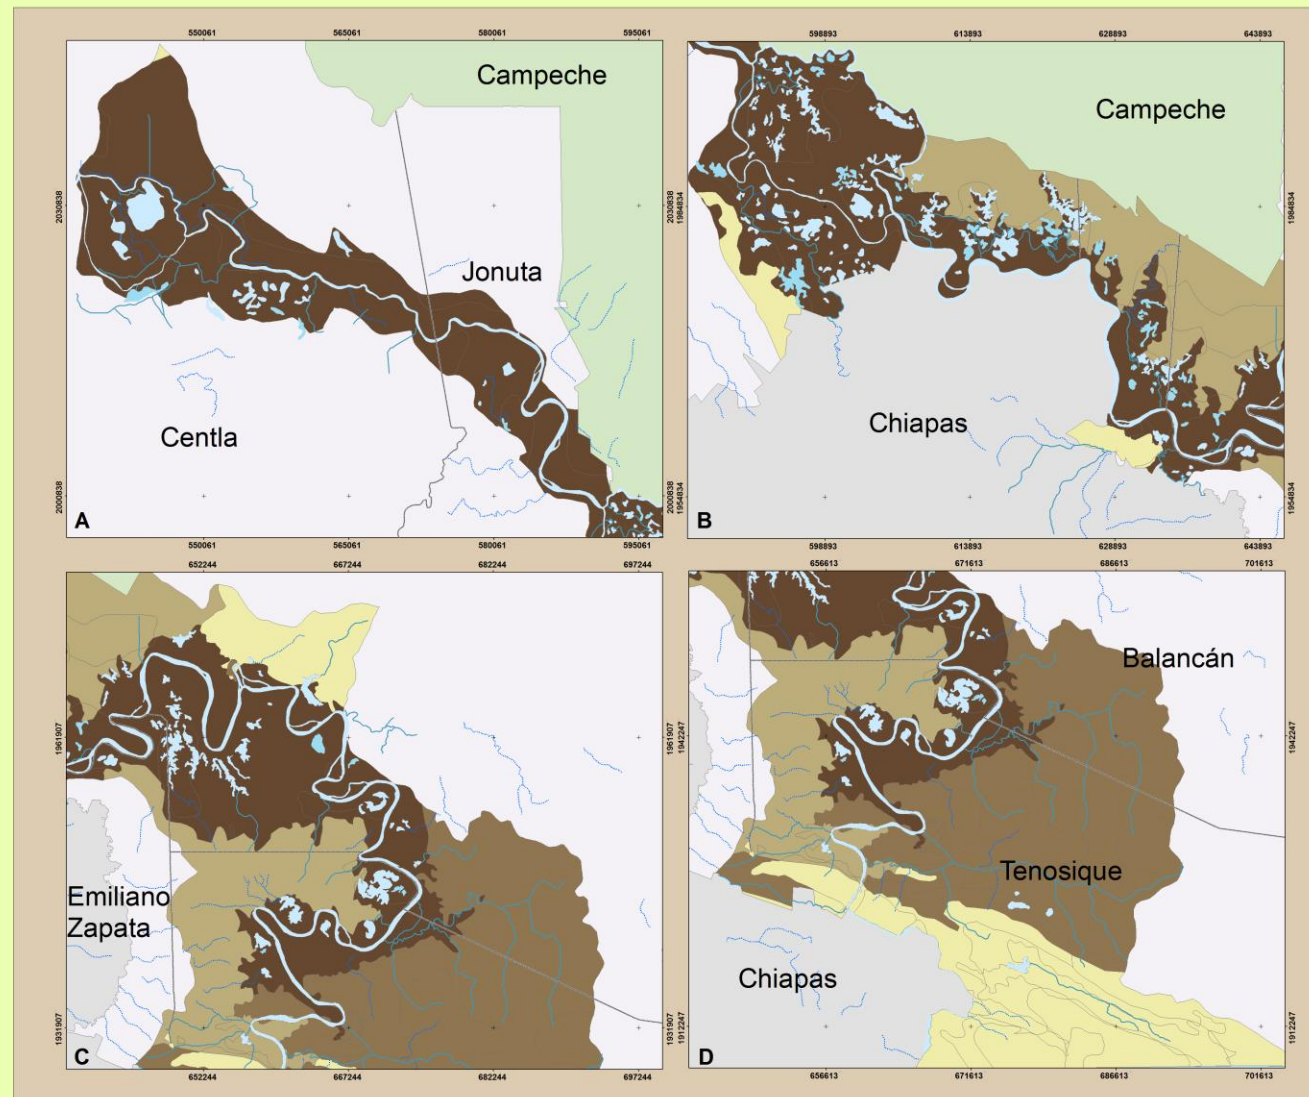 550061 565061 580061 595061
598893 613893 628893 643893
Campeche
Campeche
2030838
2030838
1984834
1984834
Jonuta
Centla
Chiapas
2000838
2000838
1954834
1954834
A
B
550061 565061 580061 595061
598893 613893 628893 643893
652244 667244 682244 697244
656613 671613 686613 701613
Balancán
1961907
1961907
1942247
1942247
Emiliano
Zapata
Tenosique
Chiapas
1931907
1931907
1912247
1912247
C
D
652244 667244 682244 697244
656613 671613 686613 701613